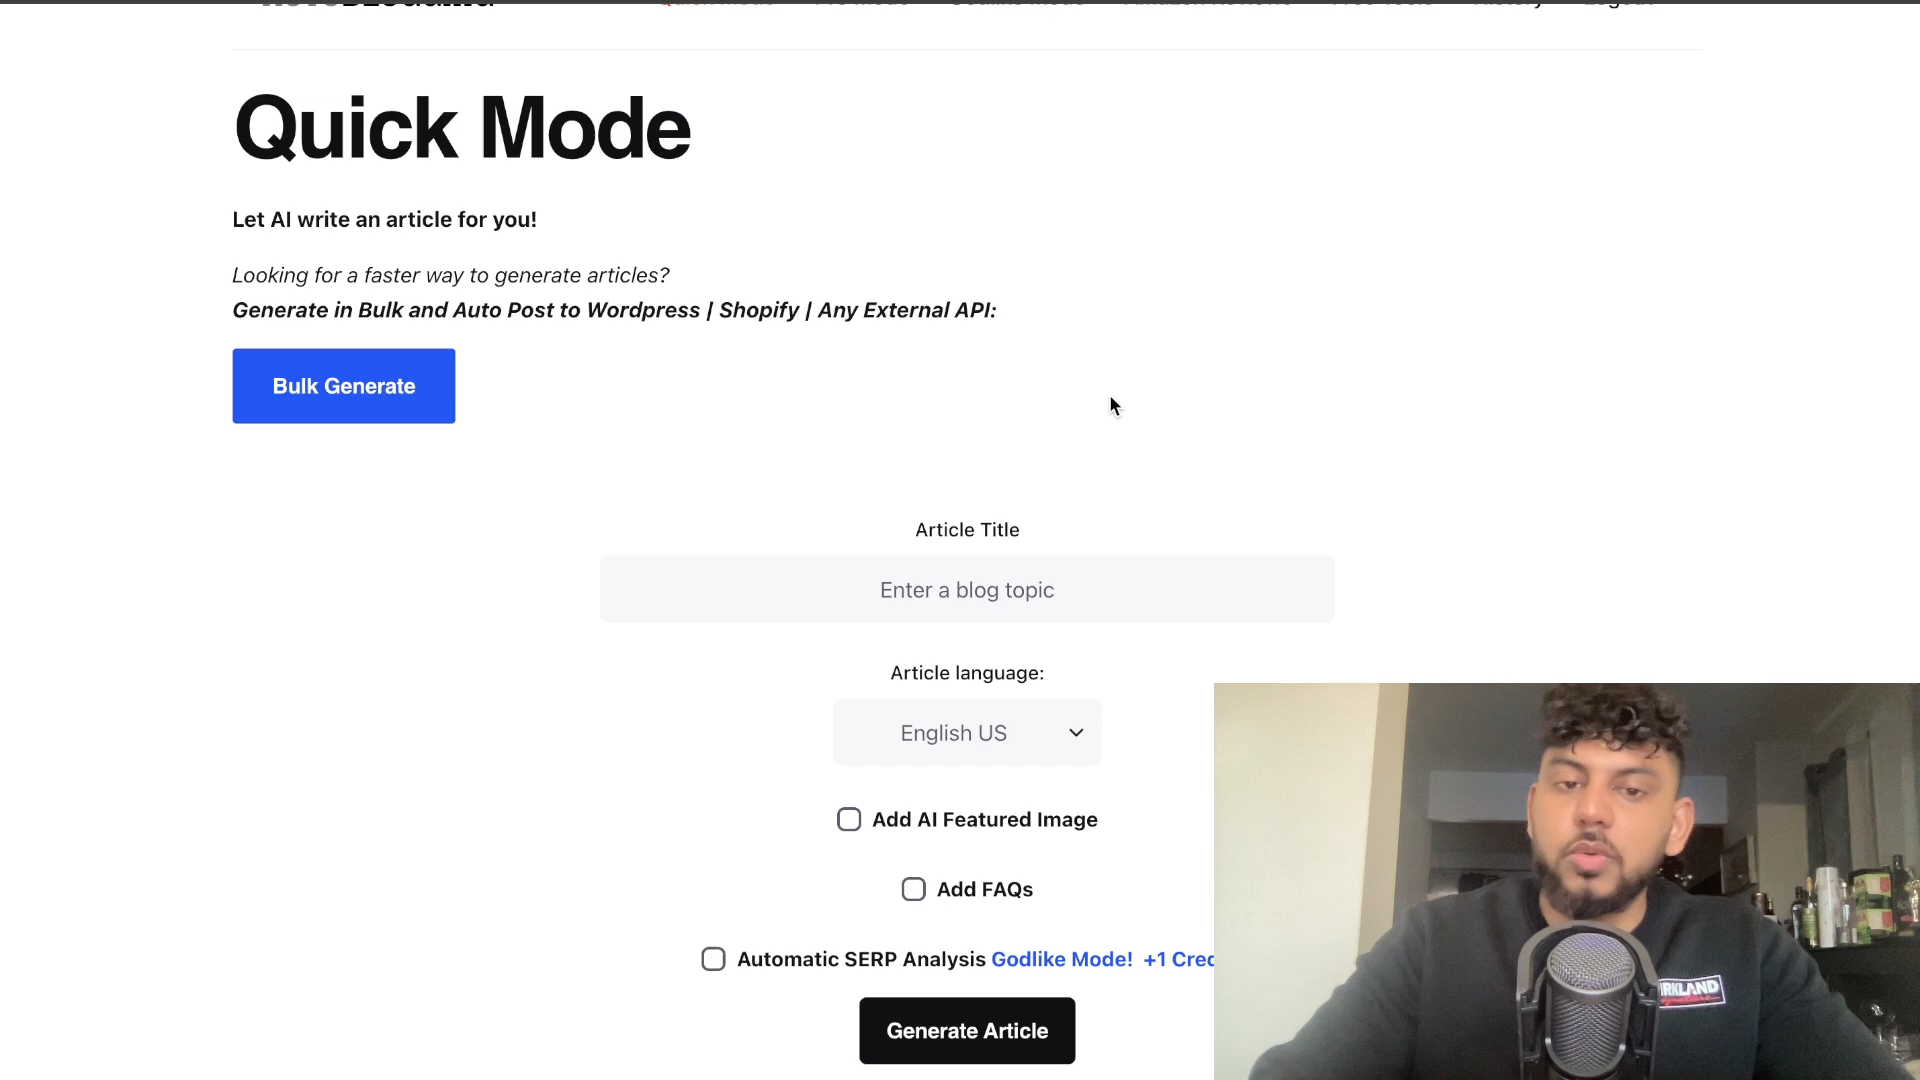 Quick Mode
Let AI write an article for you!
Looking for a faster way to generate articles?
Generate in Bulk and Auto Post to Wordpress | Shopify | Any External API:
Bulk Generate
Article Title
Enter a blog topic
Article language:
English US
Add AI Featured Image
Add FAQs
Automatic SERP Analysis Godlike Mode! +1
Generate Article